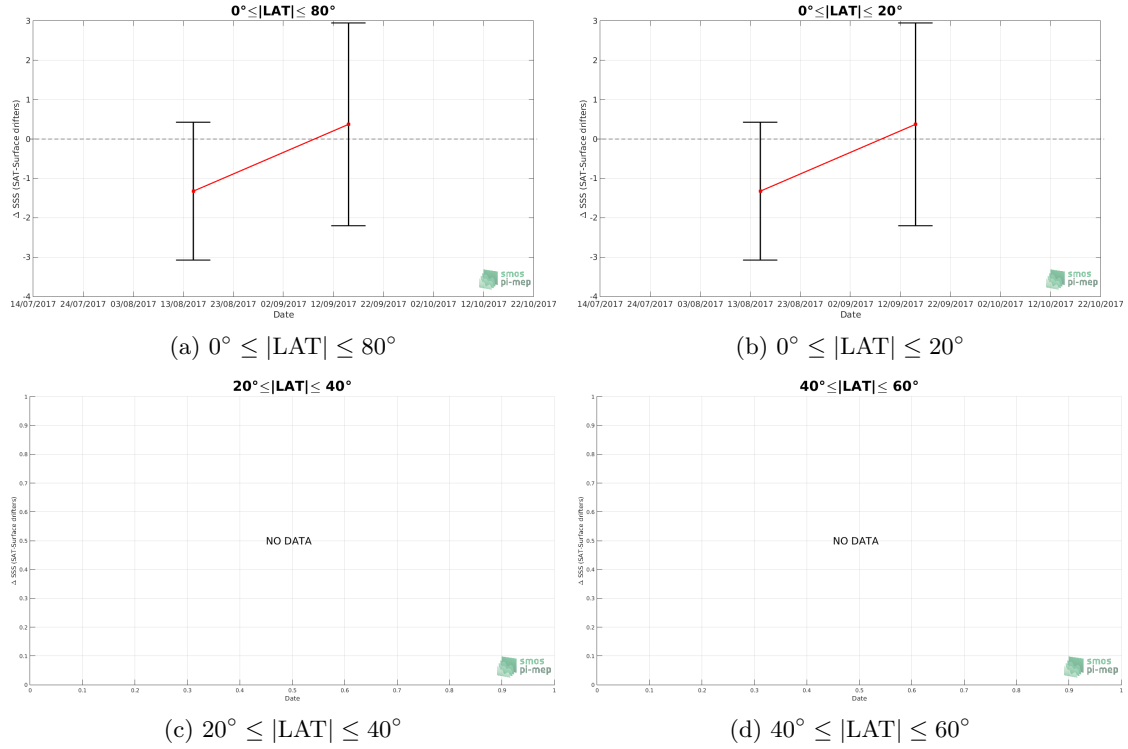 0°≤|LAT|≤ 80°
3
2
1
0
-1
-2
-3
-4
Δ SSS (SAT-Surface drifters)
14/07/2017 24/07/2017 03/08/2017 13/08/2017 23/08/2017 02/09/2017 12/09/2017 22/09/2017 02/10/2017 12/10/2017 22/10/2017
Date
smos
pi-mep
(a) 0° ≤ |LAT| ≤ 80°
0°≤|LAT|≤ 20°
3
2
1
0
-1
-2
-3
-4
Δ SSS (SAT-Surface drifters)
14/07/2017 24/07/2017 03/08/2017 13/08/2017 23/08/2017 02/09/2017 12/09/2017 22/09/2017 02/10/2017 12/10/2017 22/10/2017
Date
smos
pi-mep
(b) 0° ≤ |LAT| ≤ 20°
20°≤|LAT|≤ 40°
1
0.9
0.8
0.7
0.6
0.5
0.4
0.3
0.2
0.1
0
Δ SSS (SAT-Surface drifters)
NO DATA
0 0.1 0.2 0.3 0.4 0.5 0.6 0.7 0.8 0.9 1
Date
smos
pi-mep
(c) 20° ≤ |LAT| ≤ 40°
40°≤|LAT|≤ 60°
1
0.9
0.8
0.7
0.6
0.5
0.4
0.3
0.2
0.1
0
Δ SSS (SAT-Surface drifters)
NO DATA
0 0.1 0.2 0.3 0.4 0.5 0.6 0.7 0.8 0.9 1
Date
smos
pi-mep
(d) 40° ≤ |LAT| ≤ 60°